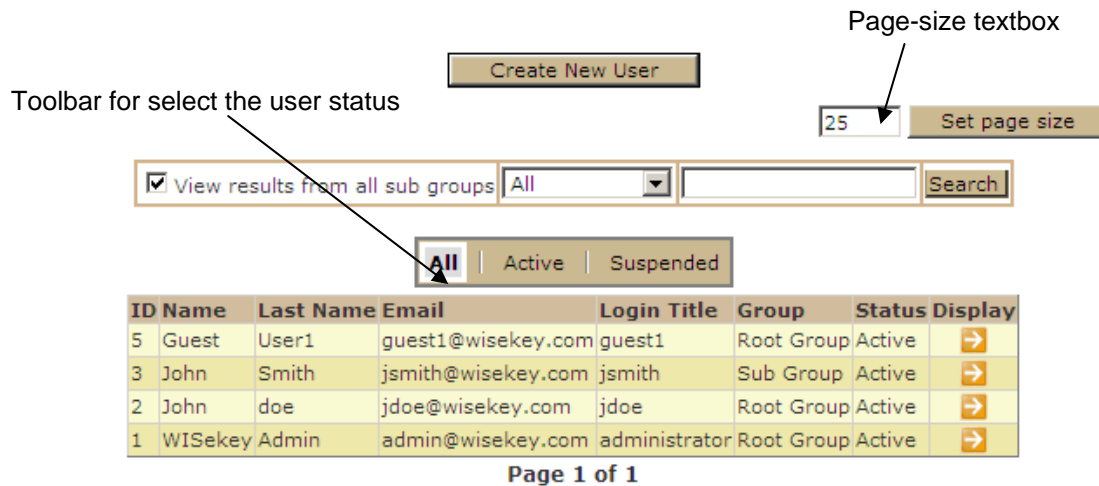 Page-size textbox
Create New User
Toolbar for select the user status
25 Set page size
View results from all sub groups All Search
All Active Suspended
ID Name Last Name Email Login Title Group Status Display
5 Guest User1 guest1@wisekey.com guest1 Root Group Active
3 John Smith jsmith@wisekey.com jsmith Sub Group Active
2 John doe jdoe@wisekey.com jdoe Root Group Active
1 WISekey Admin admin@wisekey.com administrator Root Group Active
Page 1 of 1